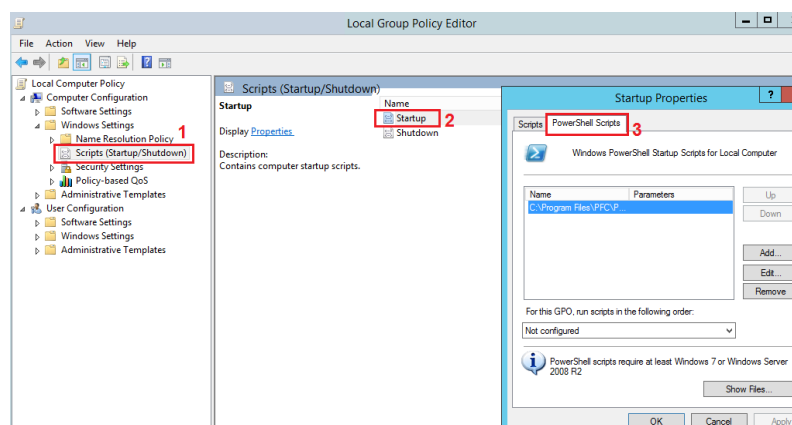 Local Group Policy Editor
File Action View Help
Local Computer Policy
Computer Configuration
Software Settings
Windows Settings
Name Resolution Policy
1
Scripts (Startup/Shutdown)
Security Settings
Policy-based QoS
Administrative Templates
User Configuration
Software Settings
Windows Settings
Administrative Templates
Scripts (Startup/Shutdown)
Startup
Display Properties
Description:
Contains computer startup scripts.
Name
Startup
2
Shutdown
Startup Properties
?
Scripts PowerShell Scripts
3
Windows PowerShell Startup Scripts for Local Computer
Name Parameters
C:\Program Files\PFC\P...
Up
Down
Add...
Edit...
Remove
For this GPO, run scripts in the following order:
Not configured
PowerShell scripts require at least Windows 7 or Windows Server
2008 R2
Show Files...
OK Cancel Apply